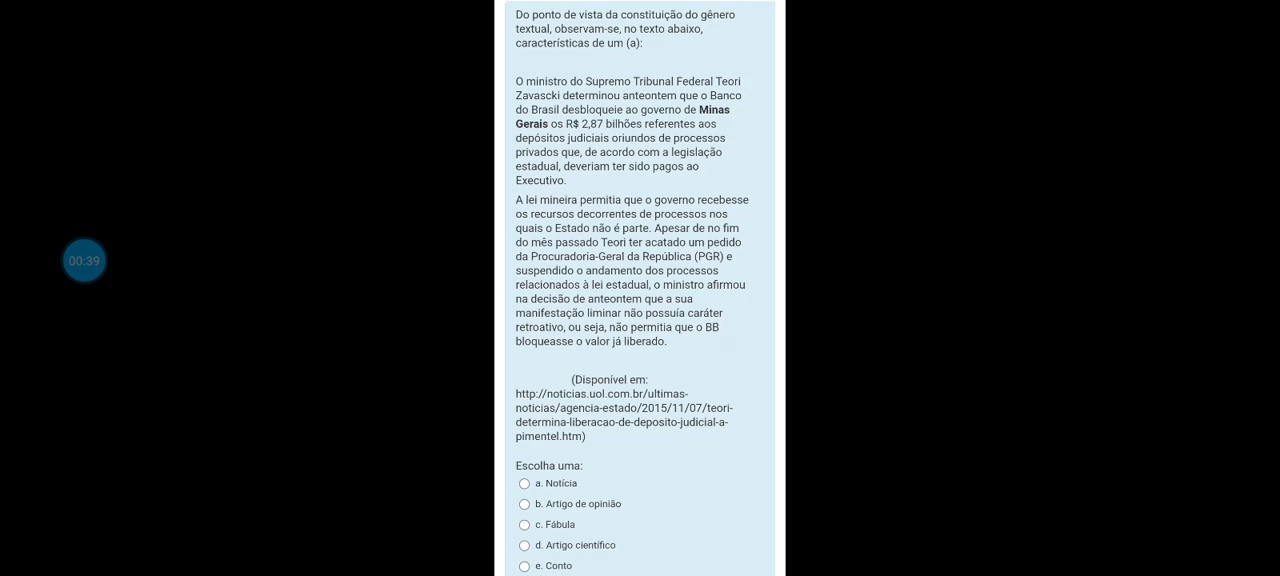 Do ponto de vista da constituição do gênero
textual, observam-se, no texto abaixo,
características de um (a):
O ministro do Supremo Tribunal Federal Teori
Zavascki determinou anteontem que o Banco
do Brasil desbloqueie ao governo de Minas
Gerais os R$ 2,87 bilhões referentes aos
depósitos judiciais oriundos de processos
privados que, de acordo com a legislação
estadual, deveriam ter sido pagos ao
Executivo.
A lei mineira permitia que o governo recebesse
os recursos decorrentes de processos nos
quais o Estado não é parte. Apesar de no fim
do mês passado Teori ter acatado um pedido
da Procuradoria-Geral da República (PGR) e
suspendido o andamento dos processos
relacionados à lei estadual, o ministro afirmou
na decisão de anteontem que a sua
manifestação liminar não possuía caráter
retroativo, ou seja, não permitia que o BB
bloqueasse o valor já liberado.
(Disponível em:
http://noticias.uol.com.br/ultimas-
noticias/agencia-estado/2015/11/07/teori-
determina-liberacao-de-deposito-judicial-a-
pimentel.htm)
Escolha uma:
a. Notícia
b. Artigo de opinião
c. Fábula
d. Artigo científico
e. Conto
00:39